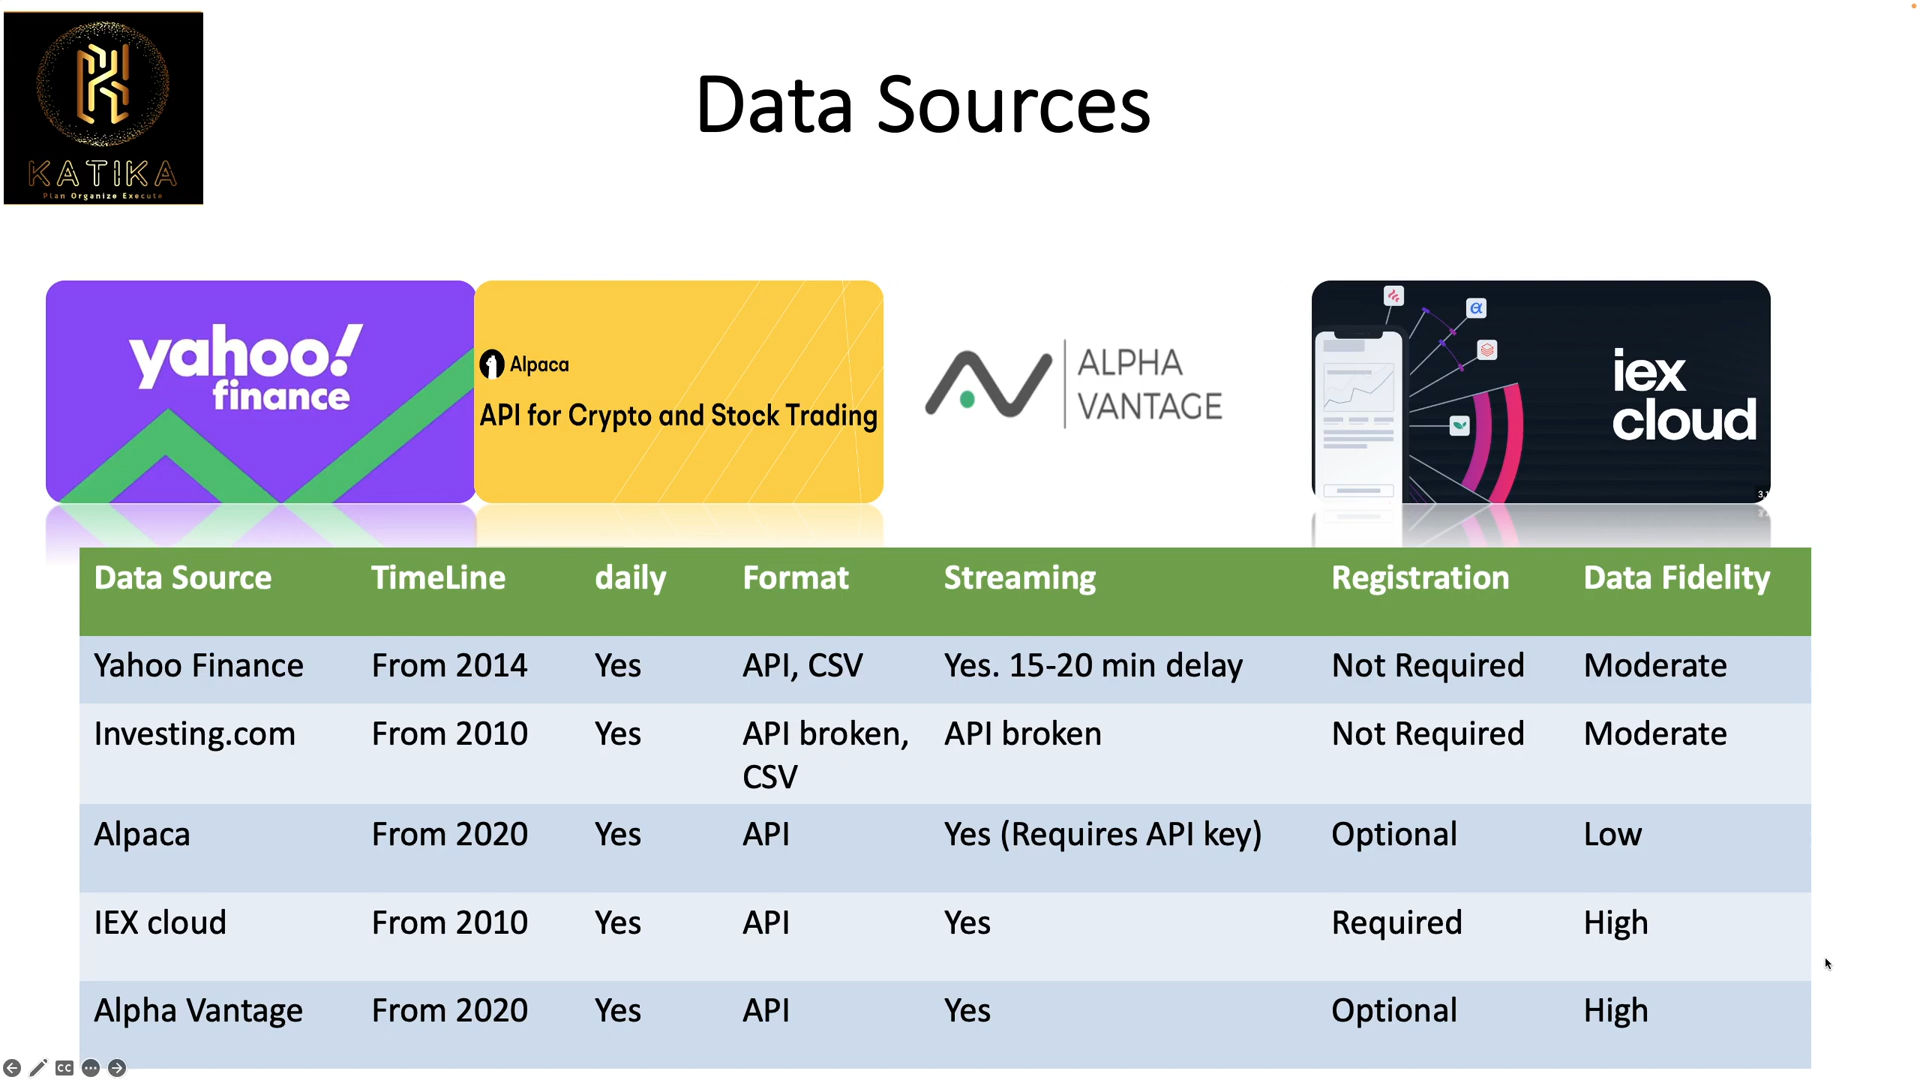 KATIKA
Plan Organize Execute
Data Sources
yahoo!
finance
Alpaca
API for Crypto and Stock Trading
ALPHA
VANTAGE
iex
cloud
Data Source TimeLine daily Format Streaming Registration Data Fidelity
Yahoo Finance From 2014 Yes API, CSV Yes. 15-20 min delay Not Required Moderate
Investing.com From 2010 Yes API broken, API broken Not Required Moderate
CSV
Alpaca From 2020 Yes API Yes (Requires API key) Optional Low
IEX cloud From 2010 Yes API Yes Required High
Alpha Vantage From 2020 Yes API Yes Optional High
CC